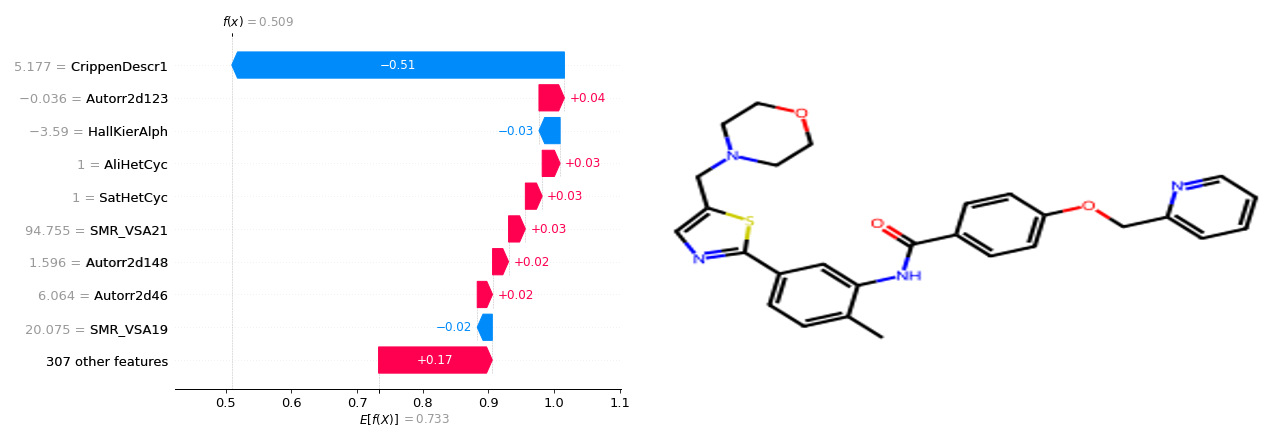 f(x) = 0.509
5.177 = CrippenDescr1
−0.51
−0.036 = Autorr2d123
+0.04
−3.59 = HallKierAlph
−0.03
1 = AliHetCyc
+0.03
1 = SatHetCyc
+0.03
94.755 = SMR_VSA21
+0.03
1.596 = Autorr2d148
+0.02
6.064 = Autorr2d46
+0.02
20.075 = SMR_VSA19
−0.02
307 other features
+0.17
0.5 0.6 0.7 0.8 0.9 1.0 1.1
E[f(X)] = 0.733
O
N
S
N
O
NH
O
N